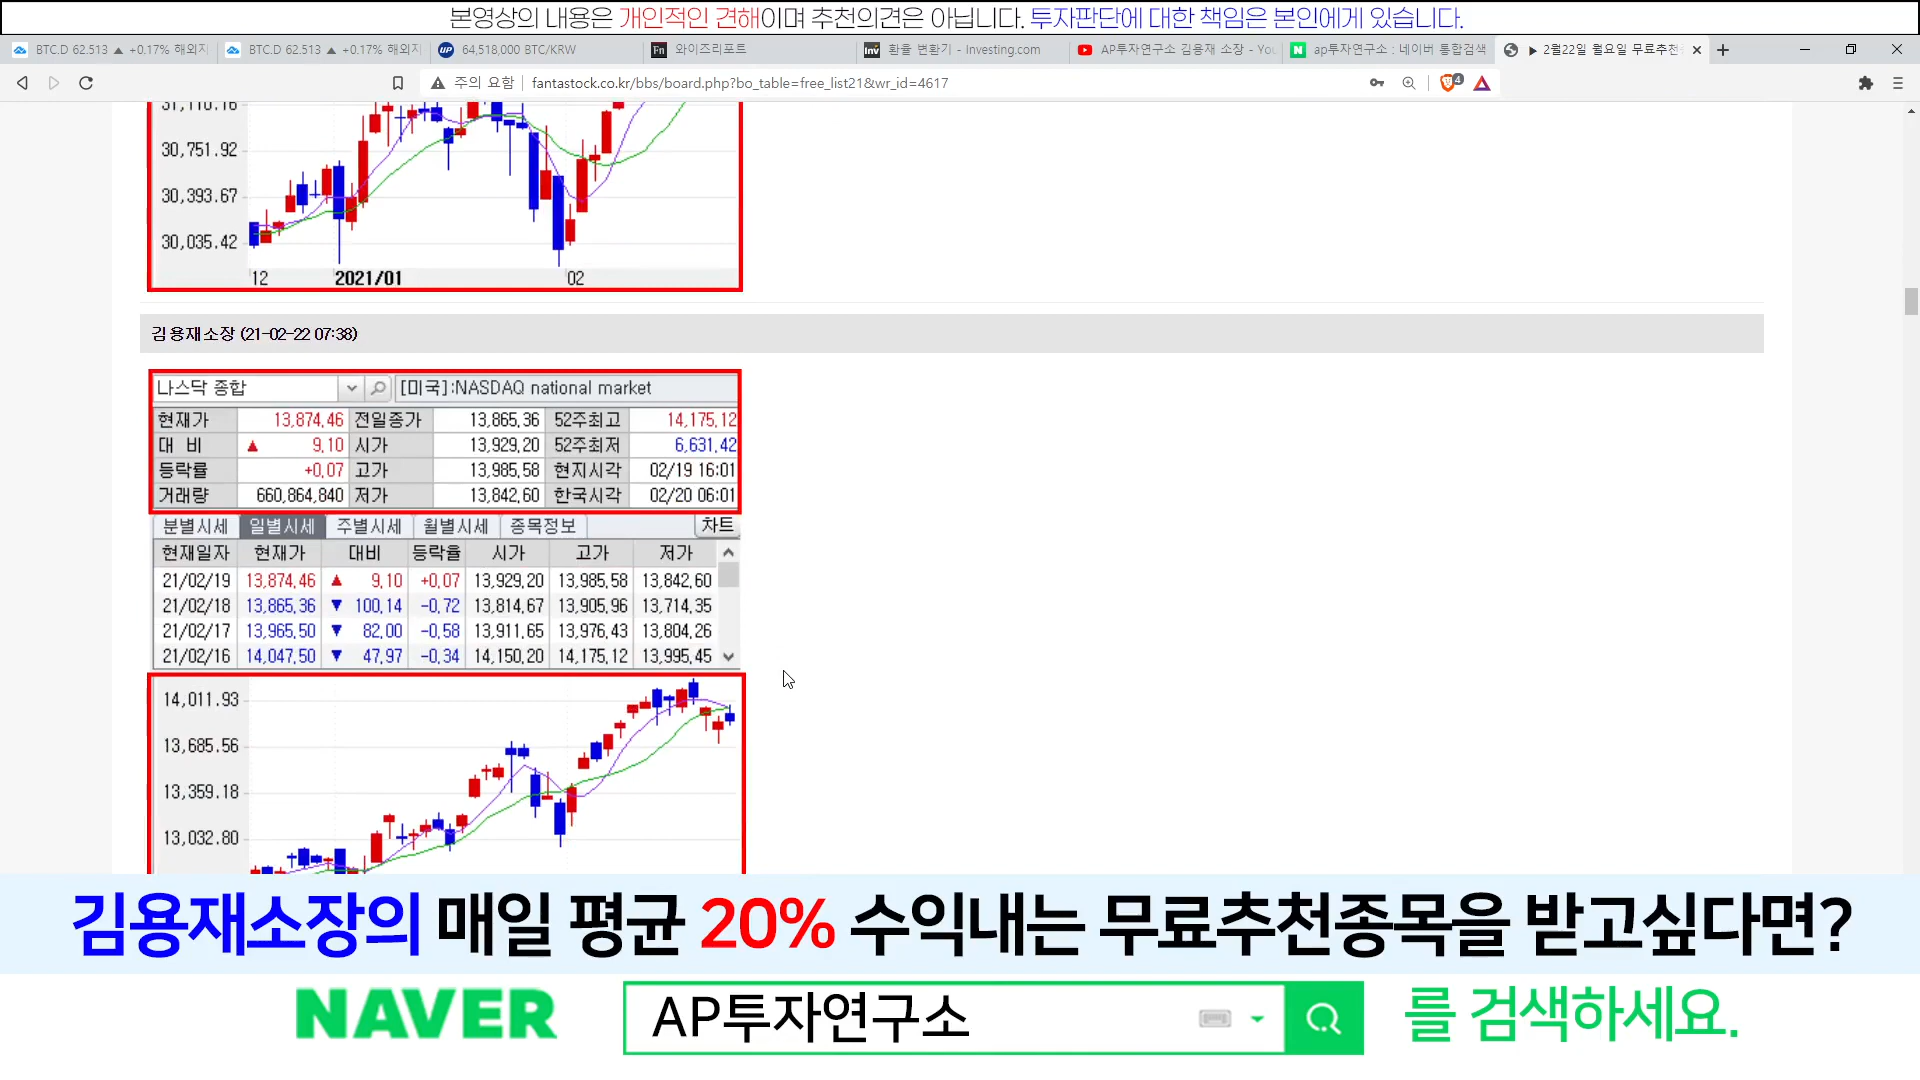 본영상의 내용은 개인적인 견해이며 추천의견은 아닙니다. 투자판단에 대한 책임은 본인에게 있습니다.
BTC.D 62.513 ▲ +0.17% 해외지 BTC.D 62.513 ▲ +0.17% 해외지 64,518,000 BTC/KRW 와이즈리포트 환율 변환기 - Investing.com AP투자연구소 김용재 소장 - You ap투자연구소 : 네이버 통합검색 ▶ 2월22일 월요일 무료추천
주의 요함 fantastock.co.kr/bbs/board.php?bo_table=free_list21&wr_id=4617 4
31,110.16
30,751.92
30,393.67
30,035.42
12 2021/01 02
김용재소장 (21-02-22 07:38)
나스닥 종합 [미국]:NASDAQ national market
현재가 13,874.46 전일종가 13,865.36 52주최고 14,175.12
대 비 ▲ 9.10 시가 13,929.20 52주최저 6,631.42
등락률 +0.07 고가 13,985.58 현지시각 02/19 16:01
거래량 660,864,840 저가 13,842.60 한국시각 02/20 06:01
분별시세 일별시세 주별시세 월별시세 종목정보 차트
현재일자 현재가 대비 등락율 시가 고가 저가
21/02/19 13,874.46 ▲ 9.10 +0.07 13,929.20 13,985.58 13,842.60
21/02/18 13,865.36 ▼ 100.14 -0.72 13,814.67 13,905.96 13,714.35
21/02/17 13,965.50 ▼ 82.00 -0.58 13,911.65 13,976.43 13,804.26
21/02/16 14,047.50 ▼ 47.97 -0.34 14,150.20 14,175.12 13,995.45
14,011.93
13,685.56
13,359.18
13,032.80
김용재소장의 매일 평균 20% 수익내는 무료추천종목을 받고싶다면?
NAVER AP투자연구소 를 검색하세요.